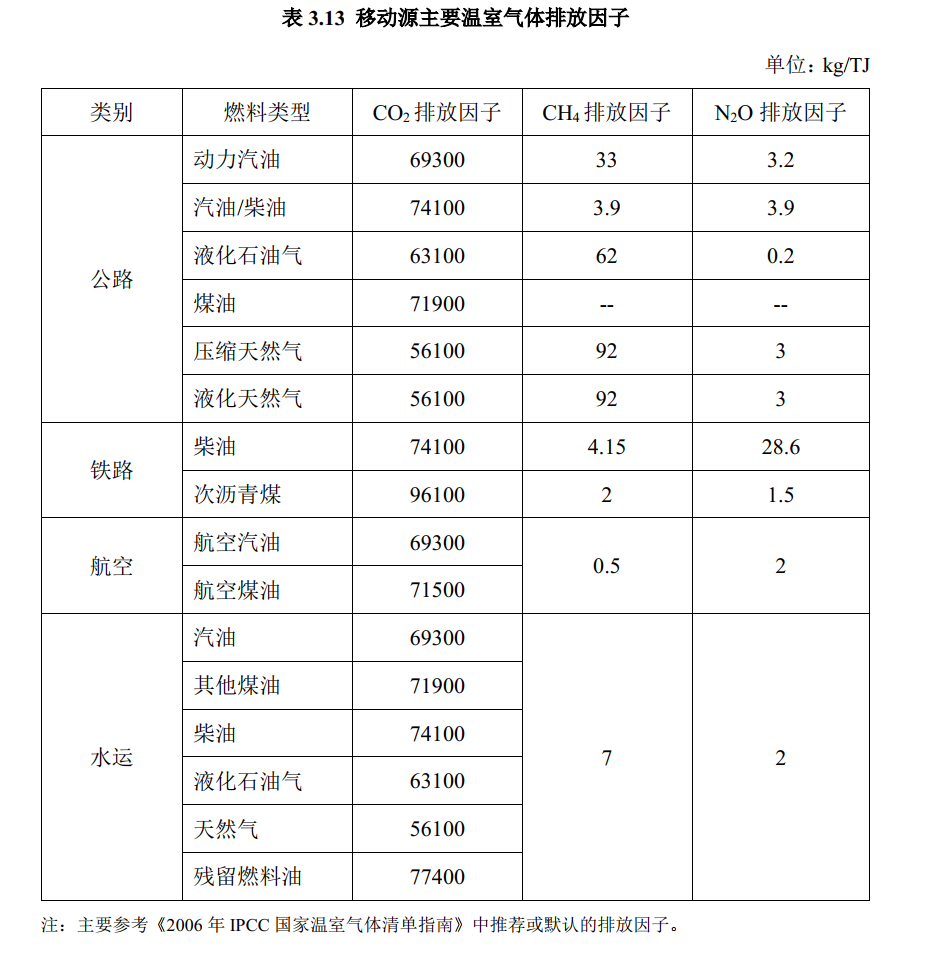 表 3.13 移动源主要温室气体排放因子
单位：kg/TJ
类别 燃料类型 CO2 排放因子 CH4 排放因子 N2O 排放因子
公路
动力汽油 69300 33 3.2
汽油/柴油 74100 3.9 3.9
液化石油气 63100 62 0.2
煤油 71900 -- --
压缩天然气 56100 92 3
液化天然气 56100 92 3
铁路
柴油 74100 4.15 28.6
次沥青煤 96100 2 1.5
航空
航空汽油 69300
0.5 2
航空煤油 71500
水运
汽油 69300
其他煤油 71900
柴油 74100
7 2
液化石油气 63100
天然气 56100
残留燃料油 77400
注：主要参考《2006 年 IPCC 国家温室气体清单指南》中推荐或默认的排放因子。